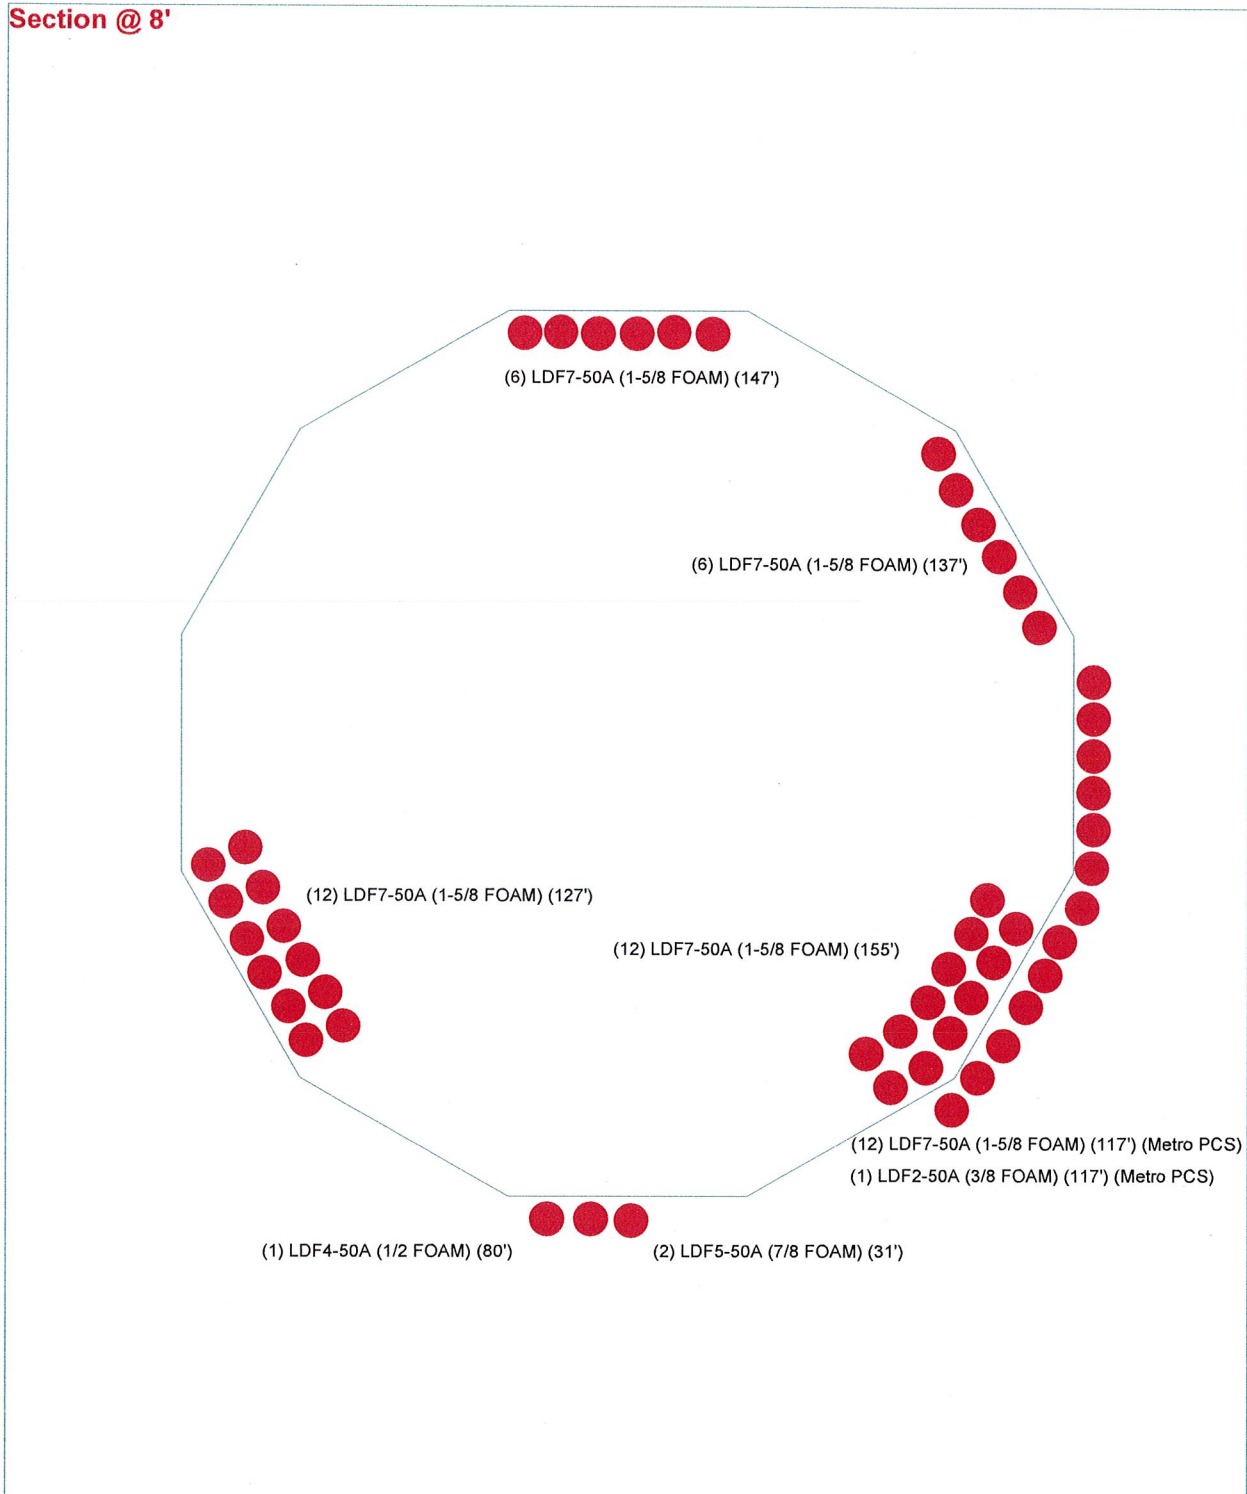 Section @ 8'
(6) LDF7-50A (1-5/8 FOAM) (147')
(6) LDF7-50A (1-5/8 FOAM) (137')
(12) LDF7-50A (1-5/8 FOAM) (127')
(12) LDF7-50A (1-5/8 FOAM) (155')
(12) LDF7-50A (1-5/8 FOAM) (117') (Metro PCS)
(1) LDF2-50A (3/8 FOAM) (117') (Metro PCS)
(1) LDF4-50A (1/2 FOAM) (80')
(2) LDF5-50A (7/8 FOAM) (31')